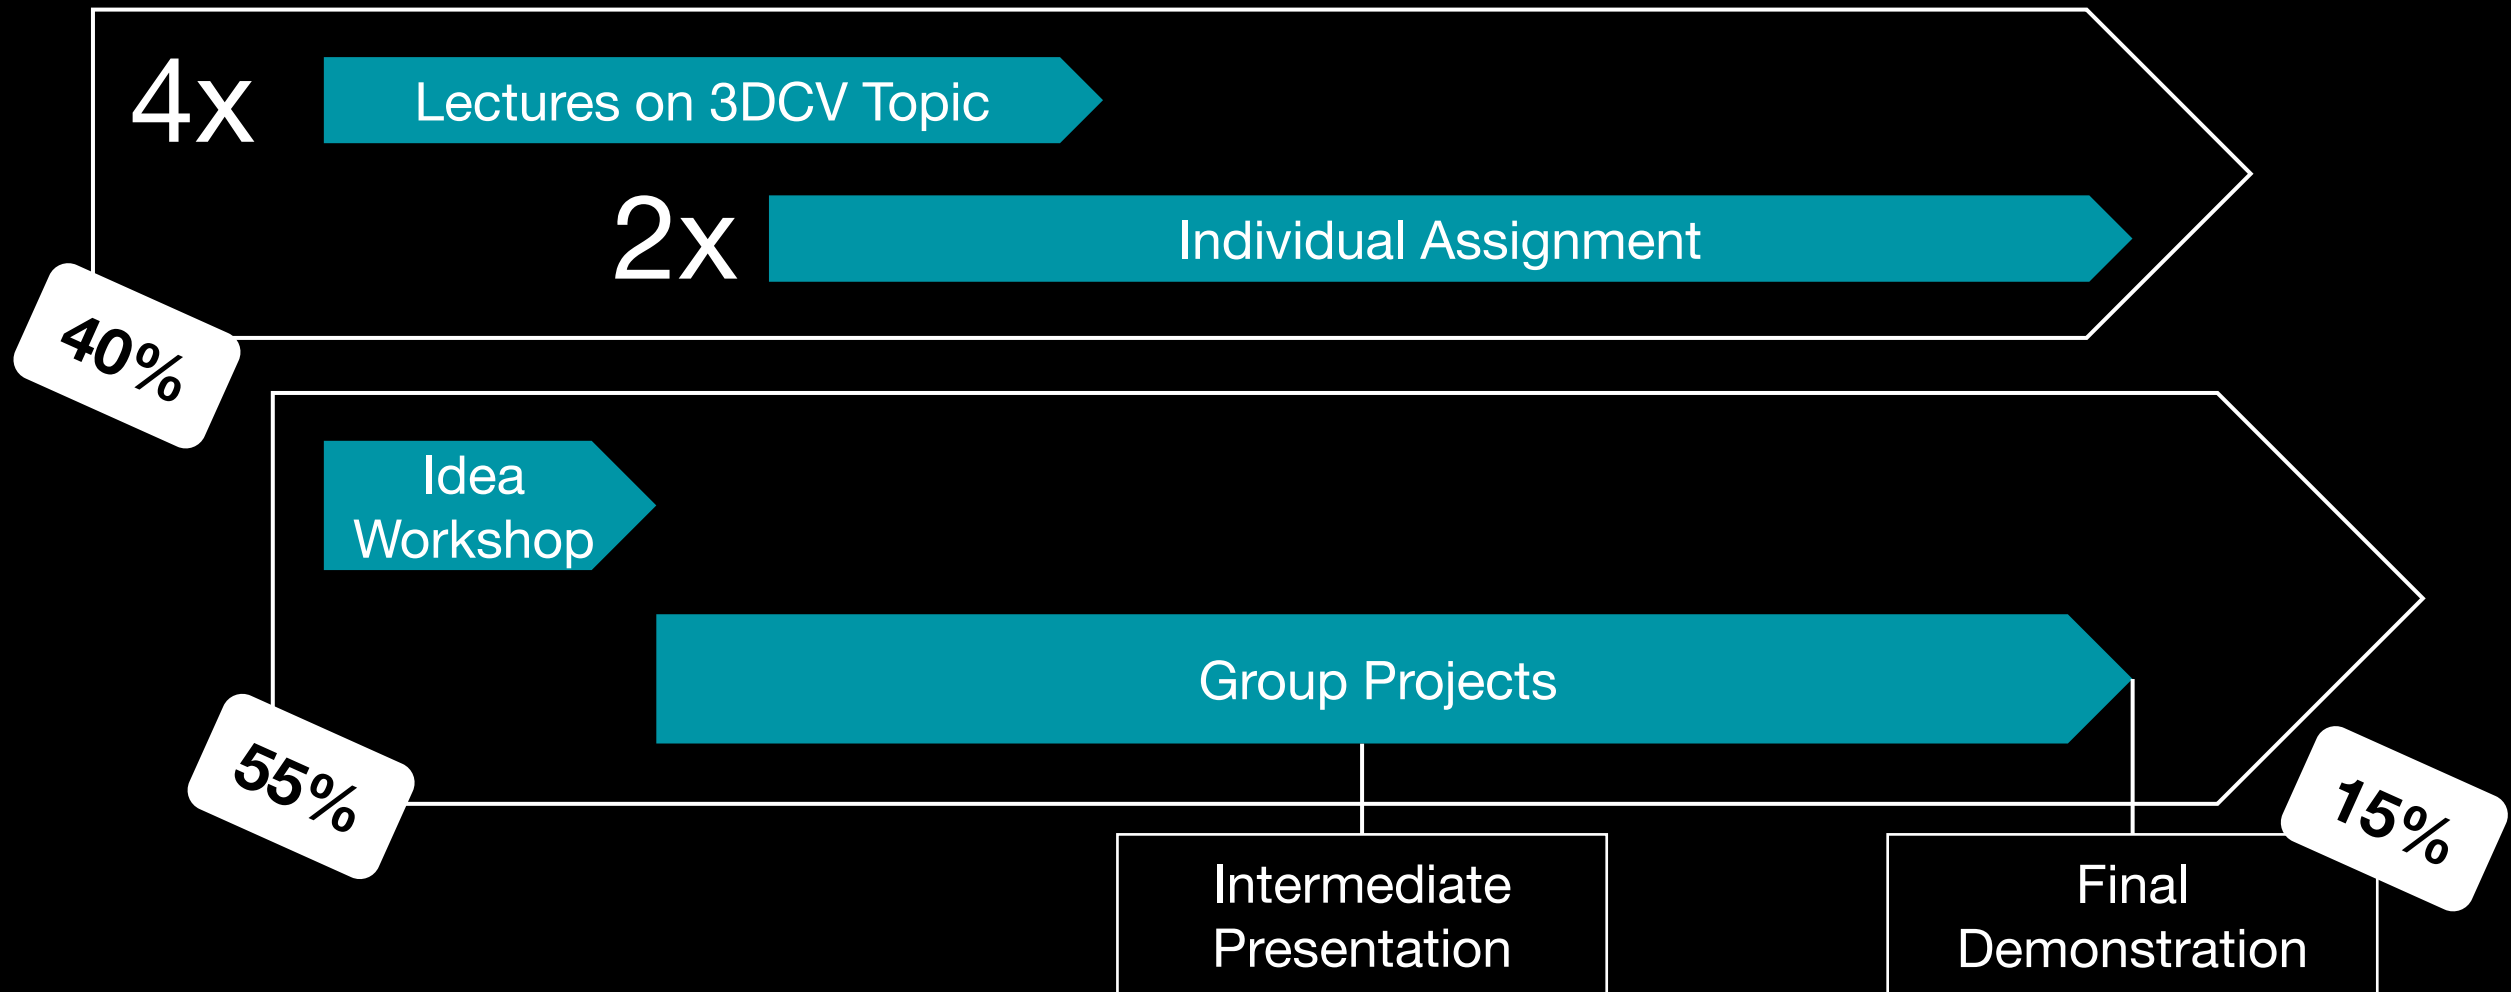 4x
Lectures on 3DCV Topic
2x
Individual Assignment
40%
Idea
Workshop
Group Projects
55%
15%
Intermediate
Presentation
Final
Demonstration